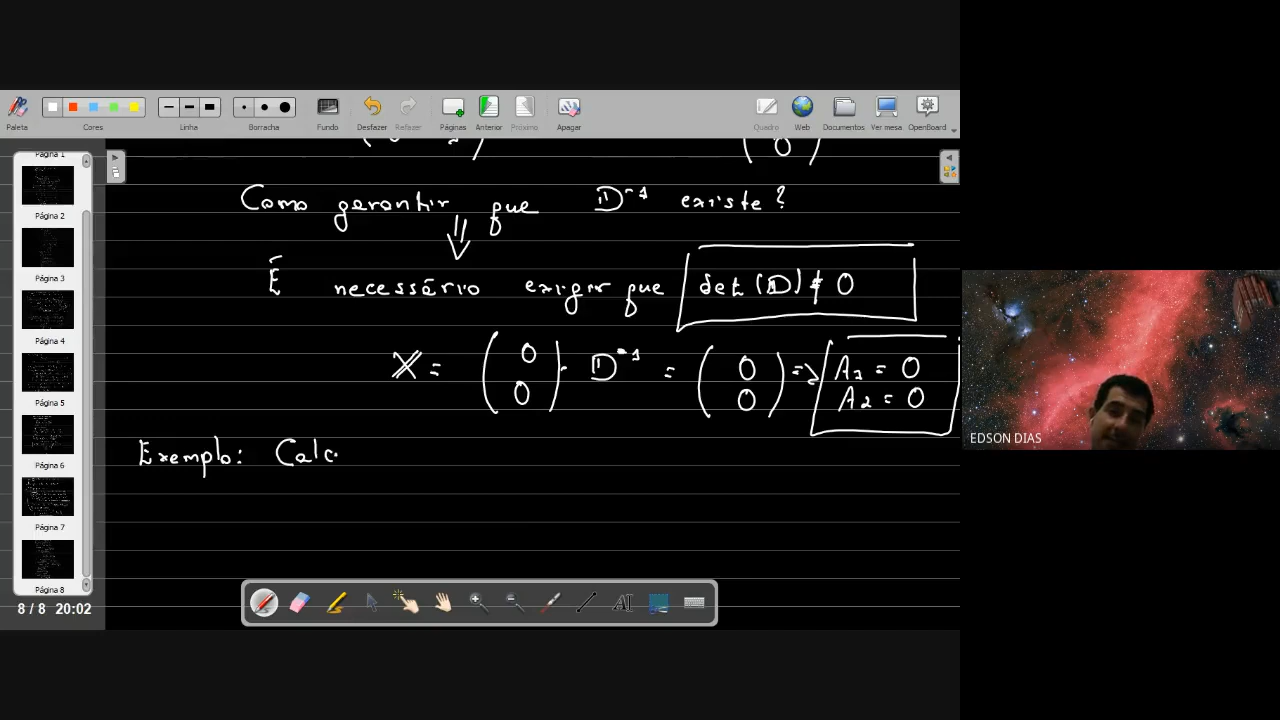 Paleta
Cores
Linha
Borracha
Fundo
Desfazer
Refazer
Páginas
Anterior
Próximo
Apagar
Quadro
Web
Documentos
Ver mesa
OpenBoard
Página 1
Página 2
Página 3
Página 4
Página 5
Página 6
Página 7
Página 8
8 / 8 20:02
0
Como garantir que D⁻¹ existe?
É necessário exigir que det(D) ≠ 0
X = (0 0) · D⁻¹ = (0 0) => A₁ = 0
A₂ = 0
Exemplo: Calc
EDSON DIAS
AI